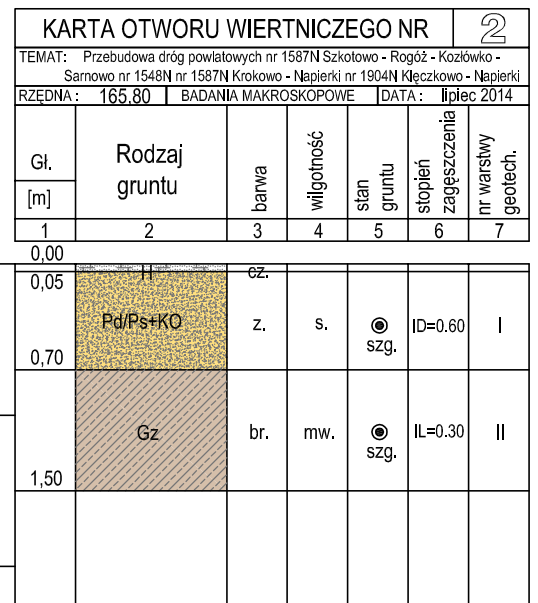 KARTA OTWORU WIERTNICZEGO NR 2
TEMAT: Przebudowa dróg powiatowych nr 1587N Szkotowo - Rogóż - Kozłówko -
Sarnowo nr 1548N nr 1587N Krokowo - Napierki nr 1904N Kłęczkowo - Napierki
RZĘDNA: 165,80 BADANIA MAKROSKOPOWE DATA: lipiec 2014
Gł. [m]
Rodzaj gruntu
barwa
wilgotność
stan gruntu
stopień zagęszczenia
nr warstwy geotech.
1 2 3 4 5 6 7
0,00
H cz.
0,05
Pd/Ps+KO z. s. szg. ID=0.60 I
0,70
Gz br. mw. szg. IL=0.30 II
1,50